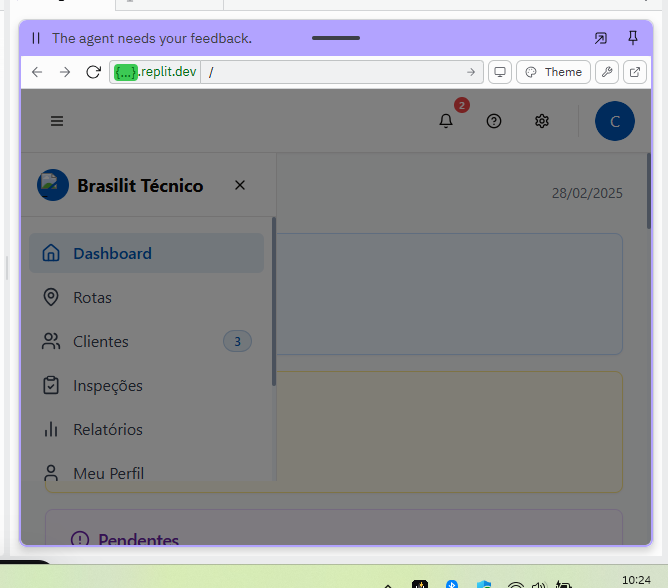 The agent needs your feedback.
{...}.replit.dev /
Theme
2
C
Brasilit Técnico
28/02/2025
Dashboard
Rotas
Clientes 3
Inspeções
Relatórios
Meu Perfil
Pendentes
10:24